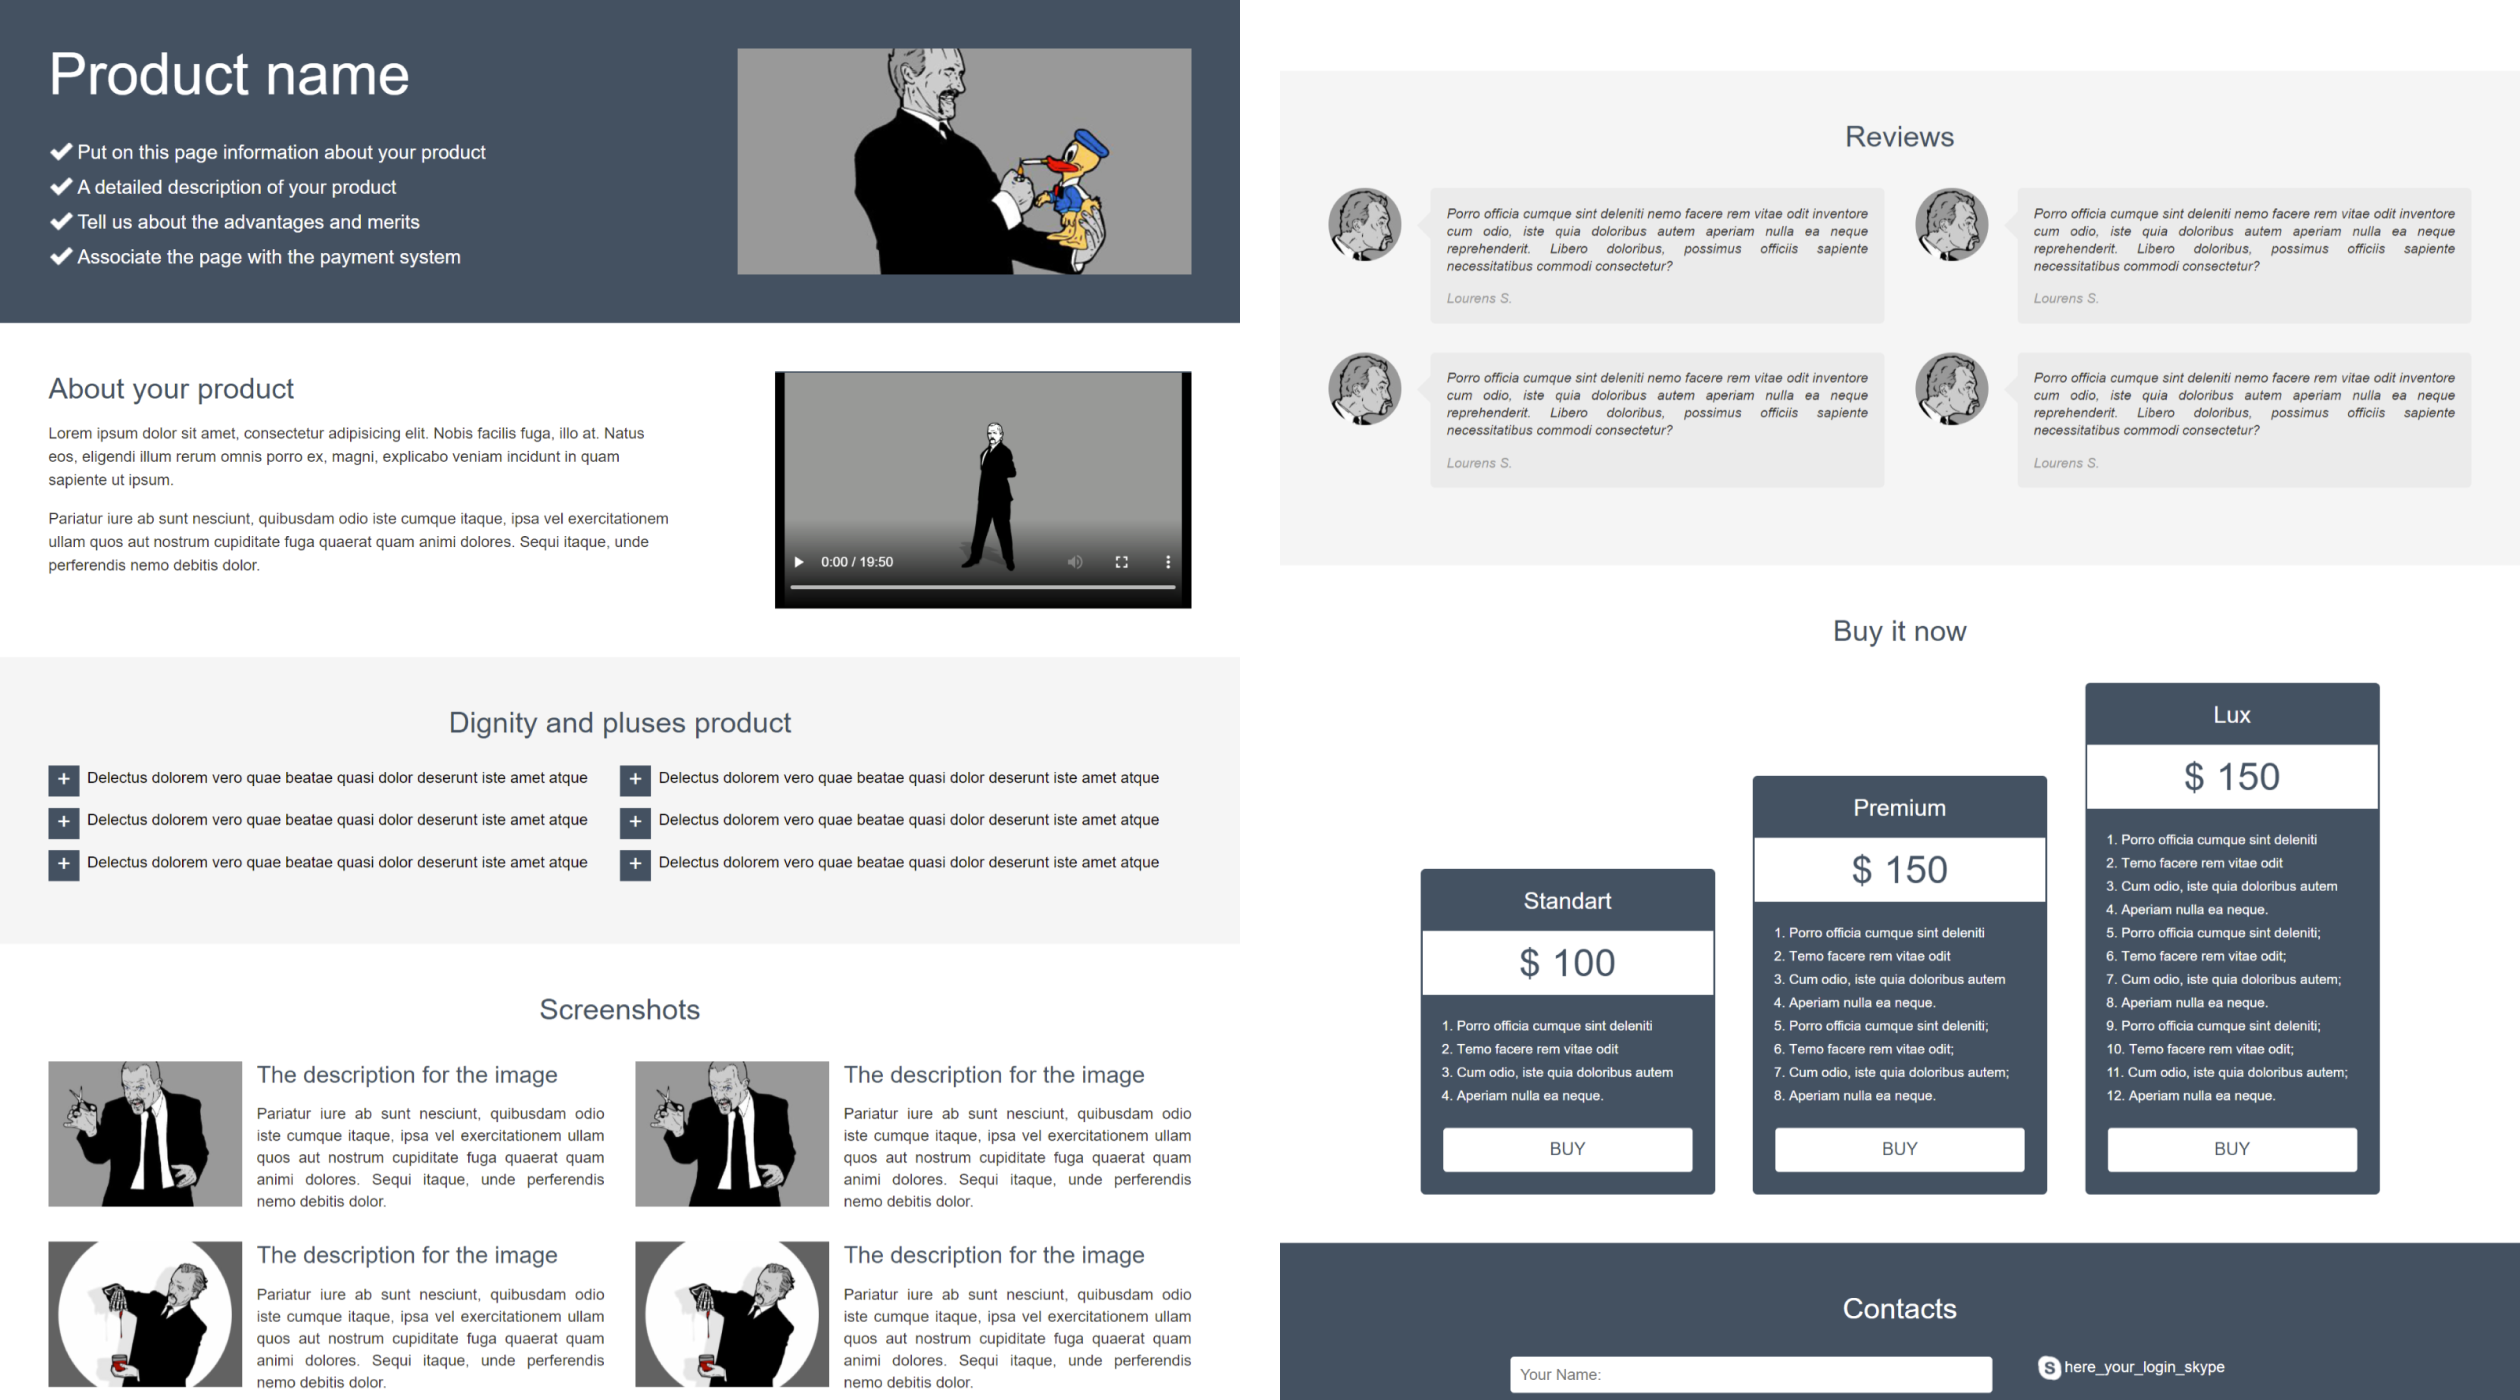 Product name
Put on this page information about your product
A detailed description of your product
Tell us about the advantages and merits
Associate the page with the payment system
About your product
Lorem ipsum dolor sit amet, consectetur adipisicing elit. Nobis facilis fuga, illo at. Natus
eos, eligendi illum rerum omnis porro ex, magni, explicabo veniam incidunt in quam
sapiente ut ipsum.
Pariatur iure ab sunt nesciunt, quibusdam odio iste cumque itaque, ipsa vel exercitationem
ullam quos aut nostrum cupiditate fuga quaerat quam animi dolores. Sequi itaque, unde
perferendis nemo debitis dolor.
0:00 / 19:50
Dignity and pluses product
+ Delectus dolorem vero quae beatae quasi dolor deserunt iste amet atque
+ Delectus dolorem vero quae beatae quasi dolor deserunt iste amet atque
+ Delectus dolorem vero quae beatae quasi dolor deserunt iste amet atque
+ Delectus dolorem vero quae beatae quasi dolor deserunt iste amet atque
+ Delectus dolorem vero quae beatae quasi dolor deserunt iste amet atque
+ Delectus dolorem vero quae beatae quasi dolor deserunt iste amet atque
Screenshots
The description for the image
Pariatur iure ab sunt nesciunt, quibusdam odio
iste cumque itaque, ipsa vel exercitationem ullam
quos aut nostrum cupiditate fuga quaerat quam
animi dolores. Sequi itaque, unde perferendis
nemo debitis dolor.
The description for the image
Pariatur iure ab sunt nesciunt, quibusdam odio
iste cumque itaque, ipsa vel exercitationem ullam
quos aut nostrum cupiditate fuga quaerat quam
animi dolores. Sequi itaque, unde perferendis
nemo debitis dolor.
The description for the image
Pariatur iure ab sunt nesciunt, quibusdam odio
iste cumque itaque, ipsa vel exercitationem ullam
quos aut nostrum cupiditate fuga quaerat quam
animi dolores. Sequi itaque, unde perferendis
nemo debitis dolor.
The description for the image
Pariatur iure ab sunt nesciunt, quibusdam odio
iste cumque itaque, ipsa vel exercitationem ullam
quos aut nostrum cupiditate fuga quaerat quam
animi dolores. Sequi itaque, unde perferendis
nemo debitis dolor.
Reviews
Porro officia cumque sint deleniti nemo facere rem vitae odit inventore
cum odio, iste quia doloribus autem aperiam nulla ea neque
reprehenderit. Libero doloribus, possimus officiis sapiente
necessitatibus commodi consectetur?
Lourens S.
Porro officia cumque sint deleniti nemo facere rem vitae odit inventore
cum odio, iste quia doloribus autem aperiam nulla ea neque
reprehenderit. Libero doloribus, possimus officiis sapiente
necessitatibus commodi consectetur?
Lourens S.
Porro officia cumque sint deleniti nemo facere rem vitae odit inventore
cum odio, iste quia doloribus autem aperiam nulla ea neque
reprehenderit. Libero doloribus, possimus officiis sapiente
necessitatibus commodi consectetur?
Lourens S.
Porro officia cumque sint deleniti nemo facere rem vitae odit inventore
cum odio, iste quia doloribus autem aperiam nulla ea neque
reprehenderit. Libero doloribus, possimus officiis sapiente
necessitatibus commodi consectetur?
Lourens S.
Buy it now
Standart
$ 100
1. Porro officia cumque sint deleniti
2. Temo facere rem vitae odit
3. Cum odio, iste quia doloribus autem
4. Aperiam nulla ea neque.
BUY
Premium
$ 150
1. Porro officia cumque sint deleniti
2. Temo facere rem vitae odit
3. Cum odio, iste quia doloribus autem
4. Aperiam nulla ea neque.
5. Porro officia cumque sint deleniti;
6. Temo facere rem vitae odit;
7. Cum odio, iste quia doloribus autem;
8. Aperiam nulla ea neque.
BUY
Lux
$ 150
1. Porro officia cumque sint deleniti
2. Temo facere rem vitae odit
3. Cum odio, iste quia doloribus autem
4. Aperiam nulla ea neque.
5. Porro officia cumque sint deleniti;
6. Temo facere rem vitae odit;
7. Cum odio, iste quia doloribus autem;
8. Aperiam nulla ea neque.
9. Porro officia cumque sint deleniti;
10. Temo facere rem vitae odit;
11. Cum odio, iste quia doloribus autem;
12. Aperiam nulla ea neque.
BUY
Contacts
Your Name:
here_your_login_skype